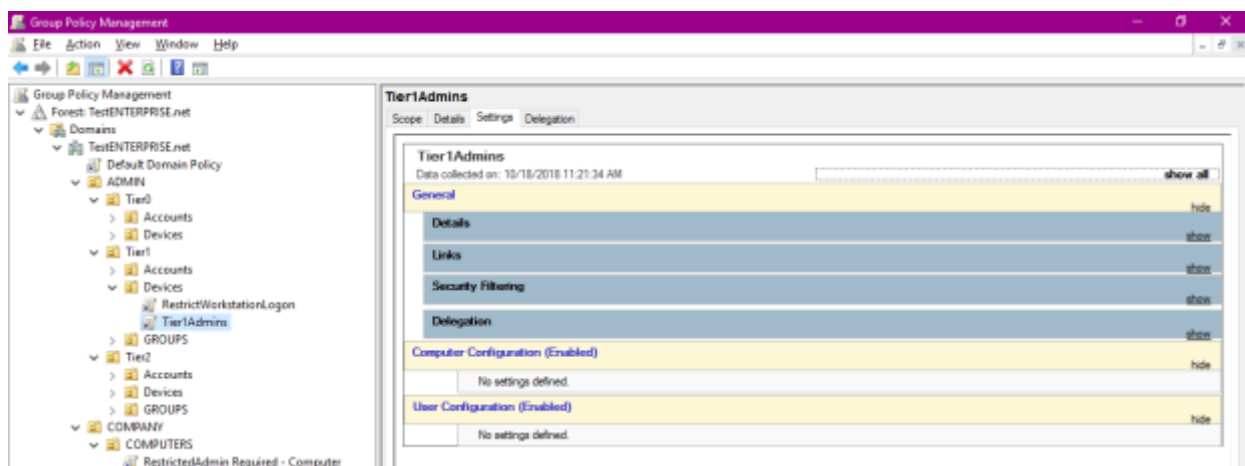 Group Policy Management
File Action View Window Help
Group Policy Management
Forest: TestENTERPRISE.net
Domains
TestENTERPRISE.net
Default Domain Policy
ADMIN
Tier0
Accounts
Devices
Tier1
Accounts
Devices
RestrictWorkstationLogon
Tier1Admins
GROUPS
Tier2
Accounts
Devices
GROUPS
COMPANY
COMPUTERS
RestrictedAdmin Required - Computer
Tier1Admins
Scope Details Settings Delegation
Tier1Admins
Data collected on: 10/18/2018 11:21:34 AM
show all
General
hide
Details
show
Links
show
Security Filtering
show
Delegation
show
Computer Configuration (Enabled)
hide
No settings defined.
User Configuration (Enabled)
hide
No settings defined.